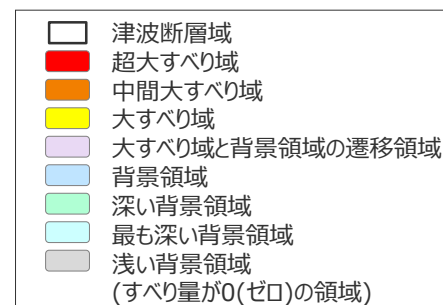 津波断層域
超大すべり域
中間大すべり域
大すべり域
大すべり域と背景領域の遷移領域
背景領域
深い背景領域
最も深い背景領域
浅い背景領域
(すべり量が0(ゼロ)の領域)